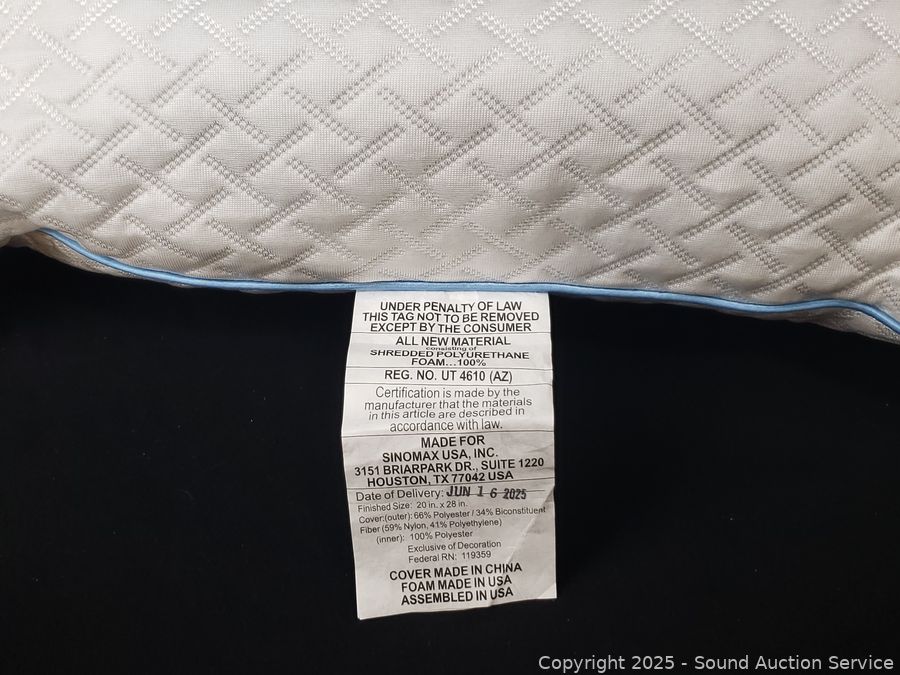 UNDER PENALTY OF LAW
THIS TAG NOT TO BE REMOVED
EXCEPT BY THE CONSUMER
ALL NEW MATERIAL
consisting of
SHREDDED POLYURETHANE
FOAM...100%
REG. NO. UT 4610 (AZ)
Certification is made by the
manufacturer that the materials
in this article are described in
accordance with law.
MADE FOR
SINOMAX USA, INC.
3151 BRIARPARK DR., SUITE 1220
HOUSTON, TX 77042 USA
Date of Delivery: JUN 16 2025
Finished Size: 20 in. x 28 in.
Cover:(outer): 66% Polyester / 34% Biconstituent
Fiber (59% Nylon, 41% Polyethylene)
(inner): 100% Polyester
Exclusive of Decoration
Federal RN: 119359
COVER MADE IN CHINA
FOAM MADE IN USA
ASSEMBLED IN USA
Copyright © 2025 - Sound Auction Service